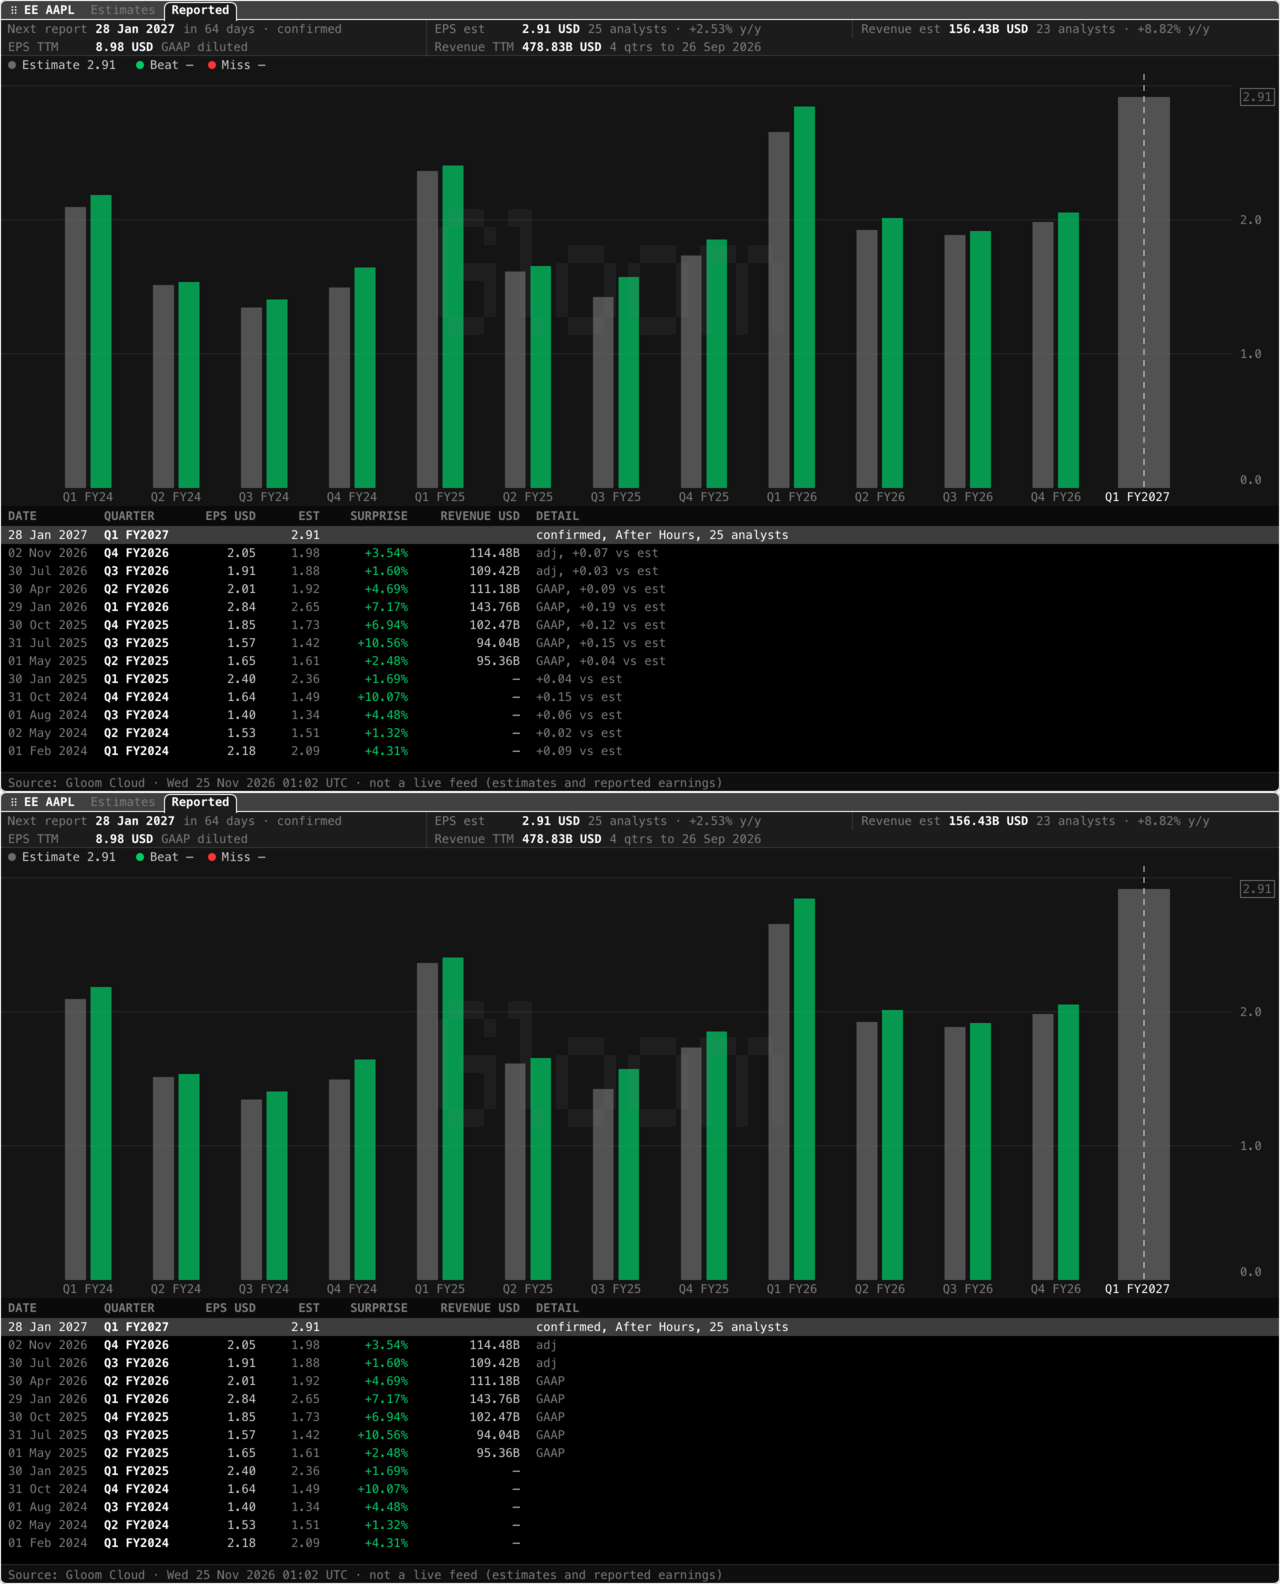 ⠿ EE AAPL Estimates Reported
Next report 28 Jan 2027 in 64 days · confirmed EPS est 2.91 USD 25 analysts · +2.53% y/y Revenue est 156.43B USD 23 analysts · +8.82% y/y
EPS TTM 8.98 USD GAAP diluted Revenue TTM 478.83B USD 4 qtrs to 26 Sep 2026
● Estimate 2.91 ● Beat — ● Miss —
2.91
2.0
gloom
1.0
0.0
Q1 FY24 Q2 FY24 Q3 FY24 Q4 FY24 Q1 FY25 Q2 FY25 Q3 FY25 Q4 FY25 Q1 FY26 Q2 FY26 Q3 FY26 Q4 FY26 Q1 FY2027
DATE QUARTER EPS USD EST SURPRISE REVENUE USD DETAIL
28 Jan 2027 Q1 FY2027 2.91 confirmed, After Hours, 25 analysts
02 Nov 2026 Q4 FY2026 2.05 1.98 +3.54% 114.48B adj, +0.07 vs est
30 Jul 2026 Q3 FY2026 1.91 1.88 +1.60% 109.42B adj, +0.03 vs est
30 Apr 2026 Q2 FY2026 2.01 1.92 +4.69% 111.18B GAAP, +0.09 vs est
29 Jan 2026 Q1 FY2026 2.84 2.65 +7.17% 143.76B GAAP, +0.19 vs est
30 Oct 2025 Q4 FY2025 1.85 1.73 +6.94% 102.47B GAAP, +0.12 vs est
31 Jul 2025 Q3 FY2025 1.57 1.42 +10.56% 94.04B GAAP, +0.15 vs est
01 May 2025 Q2 FY2025 1.65 1.61 +2.48% 95.36B GAAP, +0.04 vs est
30 Jan 2025 Q1 FY2025 2.40 2.36 +1.69% — +0.04 vs est
31 Oct 2024 Q4 FY2024 1.64 1.49 +10.07% — +0.15 vs est
01 Aug 2024 Q3 FY2024 1.40 1.34 +4.48% — +0.06 vs est
02 May 2024 Q2 FY2024 1.53 1.51 +1.32% — +0.02 vs est
01 Feb 2024 Q1 FY2024 2.18 2.09 +4.31% — +0.09 vs est
Source: Gloom Cloud · Wed 25 Nov 2026 01:02 UTC · not a live feed (estimates and reported earnings)
⠿ EE AAPL Estimates Reported
Next report 28 Jan 2027 in 64 days · confirmed EPS est 2.91 USD 25 analysts · +2.53% y/y Revenue est 156.43B USD 23 analysts · +8.82% y/y
EPS TTM 8.98 USD GAAP diluted Revenue TTM 478.83B USD 4 qtrs to 26 Sep 2026
● Estimate 2.91 ● Beat — ● Miss —
2.91
2.0
gloom
1.0
0.0
Q1 FY24 Q2 FY24 Q3 FY24 Q4 FY24 Q1 FY25 Q2 FY25 Q3 FY25 Q4 FY25 Q1 FY26 Q2 FY26 Q3 FY26 Q4 FY26 Q1 FY2027
DATE QUARTER EPS USD EST SURPRISE REVENUE USD DETAIL
28 Jan 2027 Q1 FY2027 2.91 confirmed, After Hours, 25 analysts
02 Nov 2026 Q4 FY2026 2.05 1.98 +3.54% 114.48B adj
30 Jul 2026 Q3 FY2026 1.91 1.88 +1.60% 109.42B adj
30 Apr 2026 Q2 FY2026 2.01 1.92 +4.69% 111.18B GAAP
29 Jan 2026 Q1 FY2026 2.84 2.65 +7.17% 143.76B GAAP
30 Oct 2025 Q4 FY2025 1.85 1.73 +6.94% 102.47B GAAP
31 Jul 2025 Q3 FY2025 1.57 1.42 +10.56% 94.04B GAAP
01 May 2025 Q2 FY2025 1.65 1.61 +2.48% 95.36B GAAP
30 Jan 2025 Q1 FY2025 2.40 2.36 +1.69% —
31 Oct 2024 Q4 FY2024 1.64 1.49 +10.07% —
01 Aug 2024 Q3 FY2024 1.40 1.34 +4.48% —
02 May 2024 Q2 FY2024 1.53 1.51 +1.32% —
01 Feb 2024 Q1 FY2024 2.18 2.09 +4.31% —
Source: Gloom Cloud · Wed 25 Nov 2026 01:02 UTC · not a live feed (estimates and reported earnings)